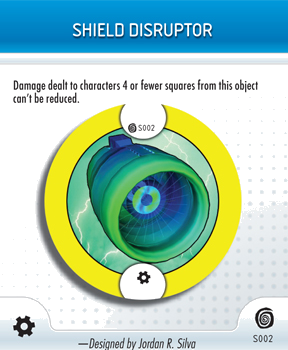 SHIELD DISRUPTOR
Damage dealt to characters 4 or fewer squares from this object
can't be reduced.
S002
S002
—Designed by Jordan R. Silva